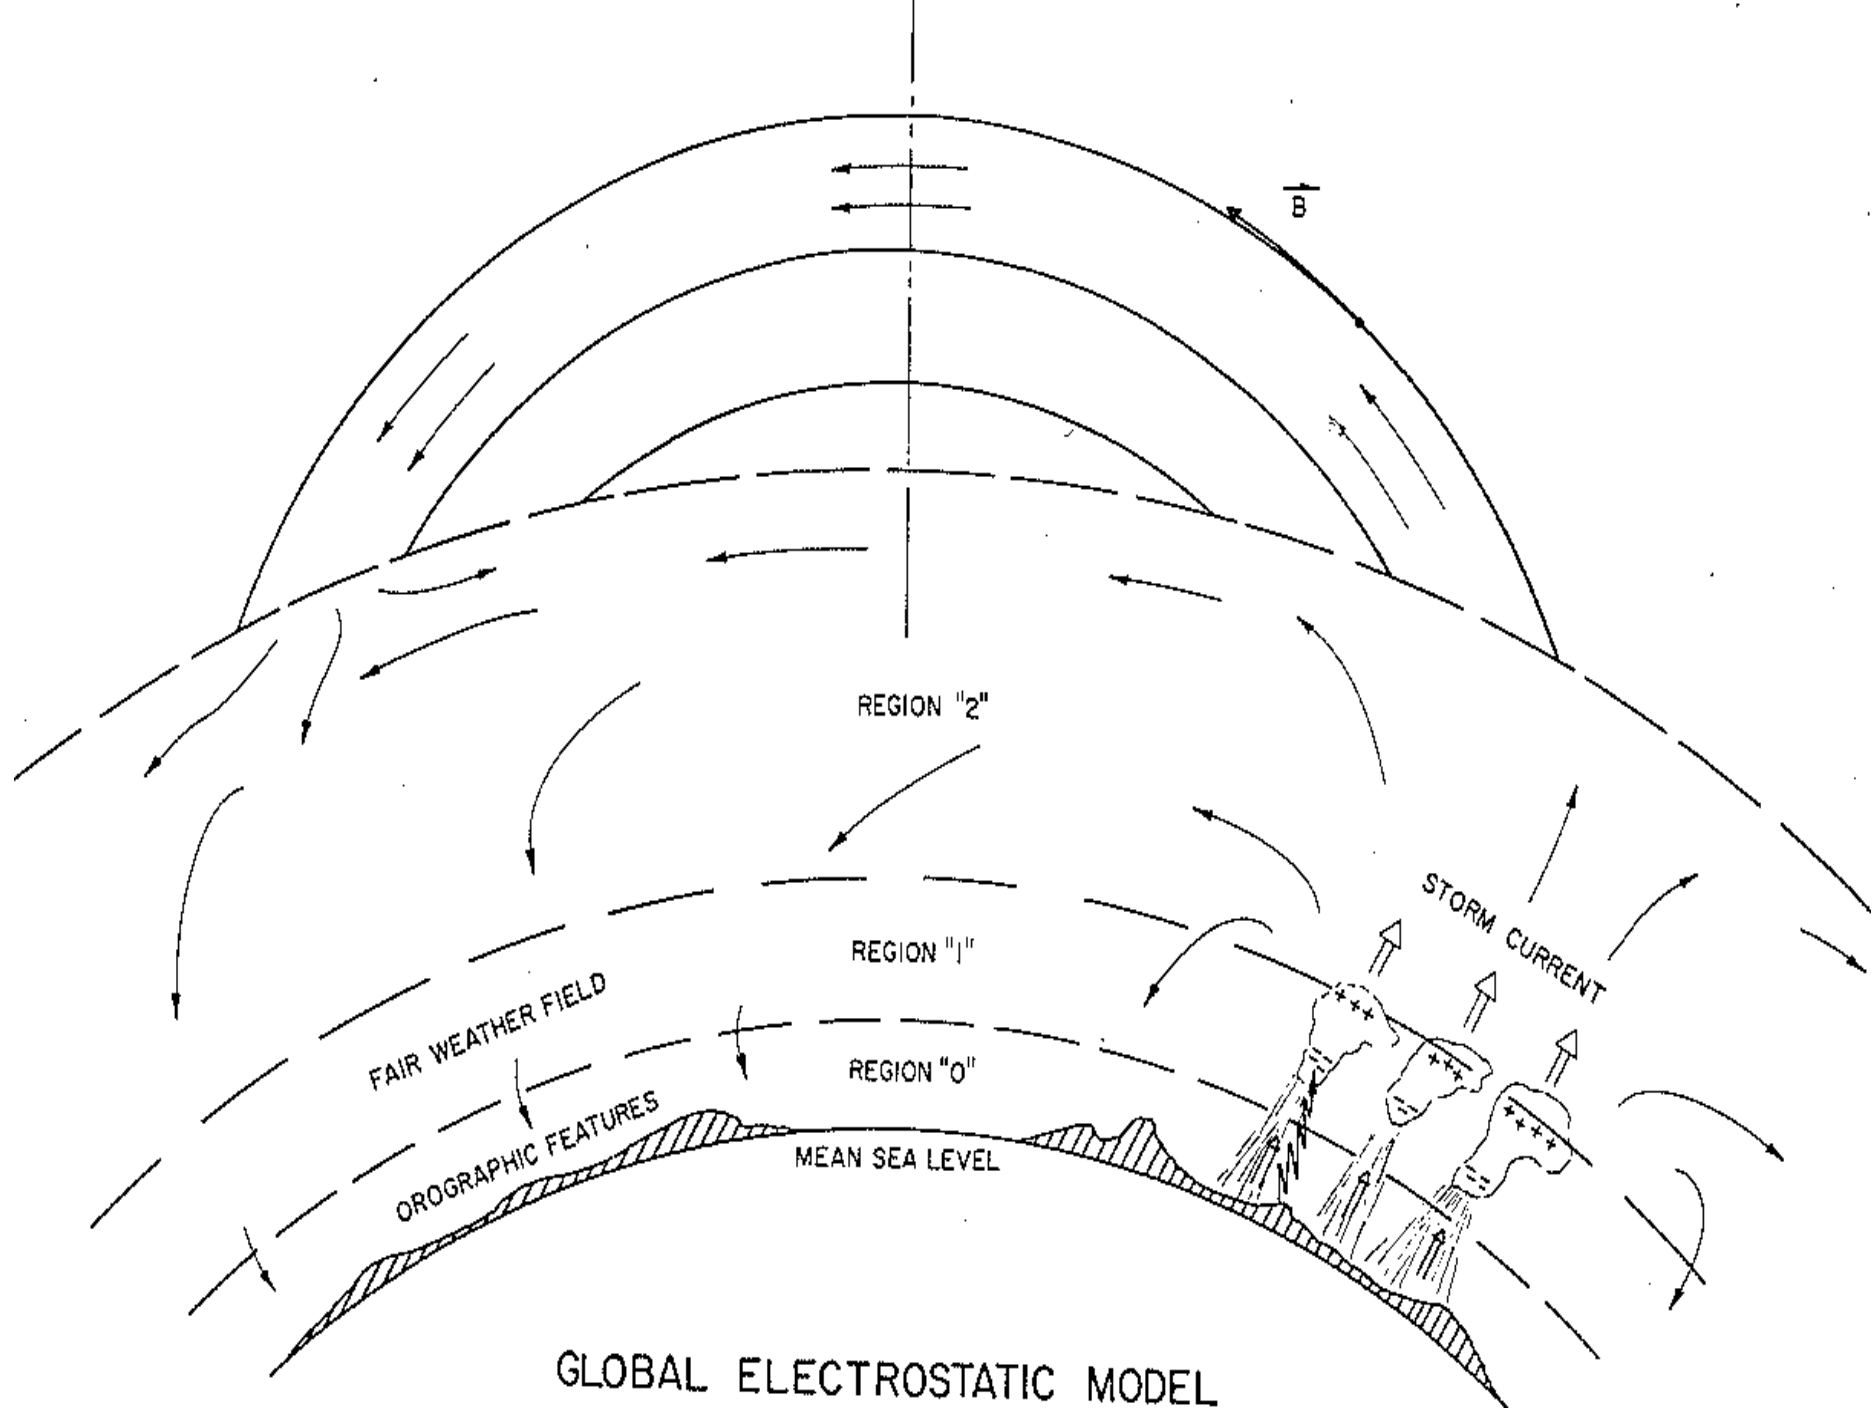 B
REGION "2"
STORM CURRENT
REGION "1"
FAIR WEATHER FIELD
REGION "0"
OROGRAPHIC FEATURES
MEAN SEA LEVEL
+++
+++
+++
GLOBAL ELECTROSTATIC MODEL